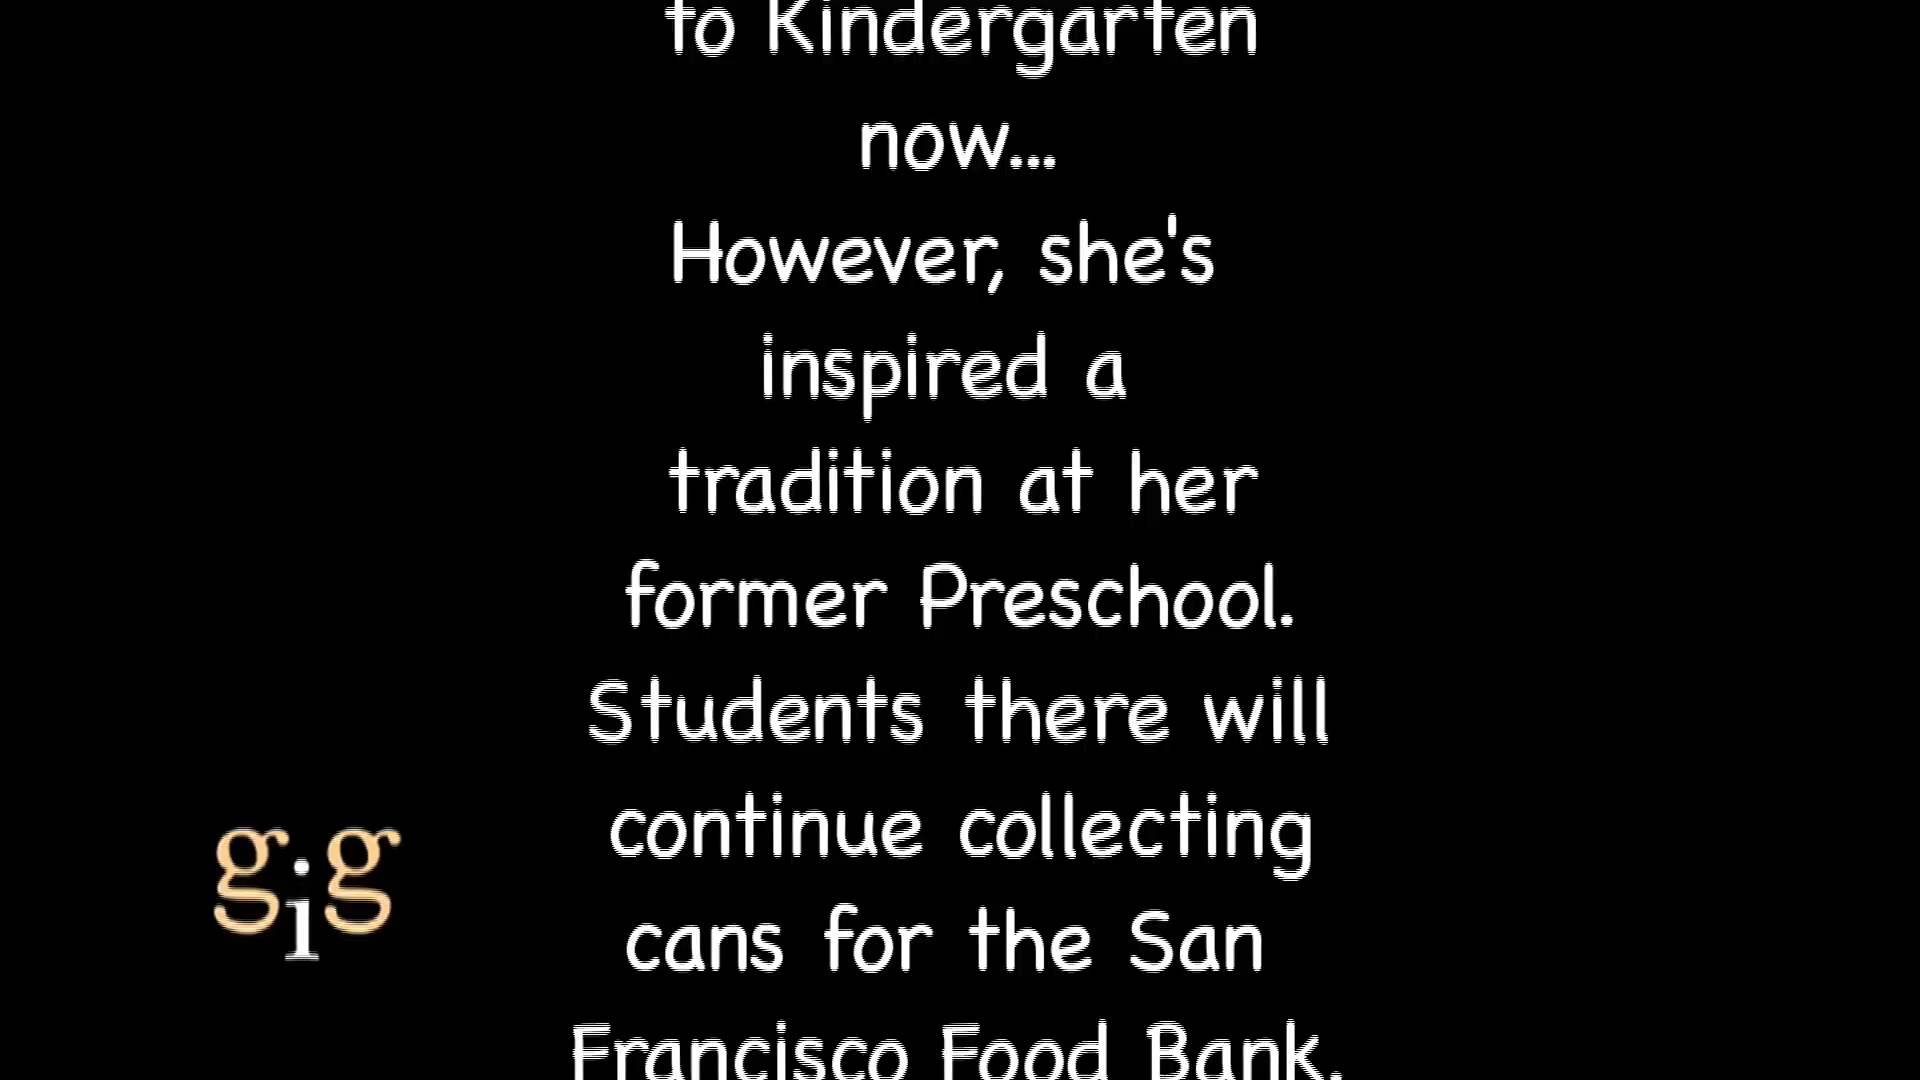 to Kindergarten
now...
However, she's
inspired a
tradition at her
former Preschool.
Students there will
continue collecting
cans for the San
Francisco Food Bank.
gig